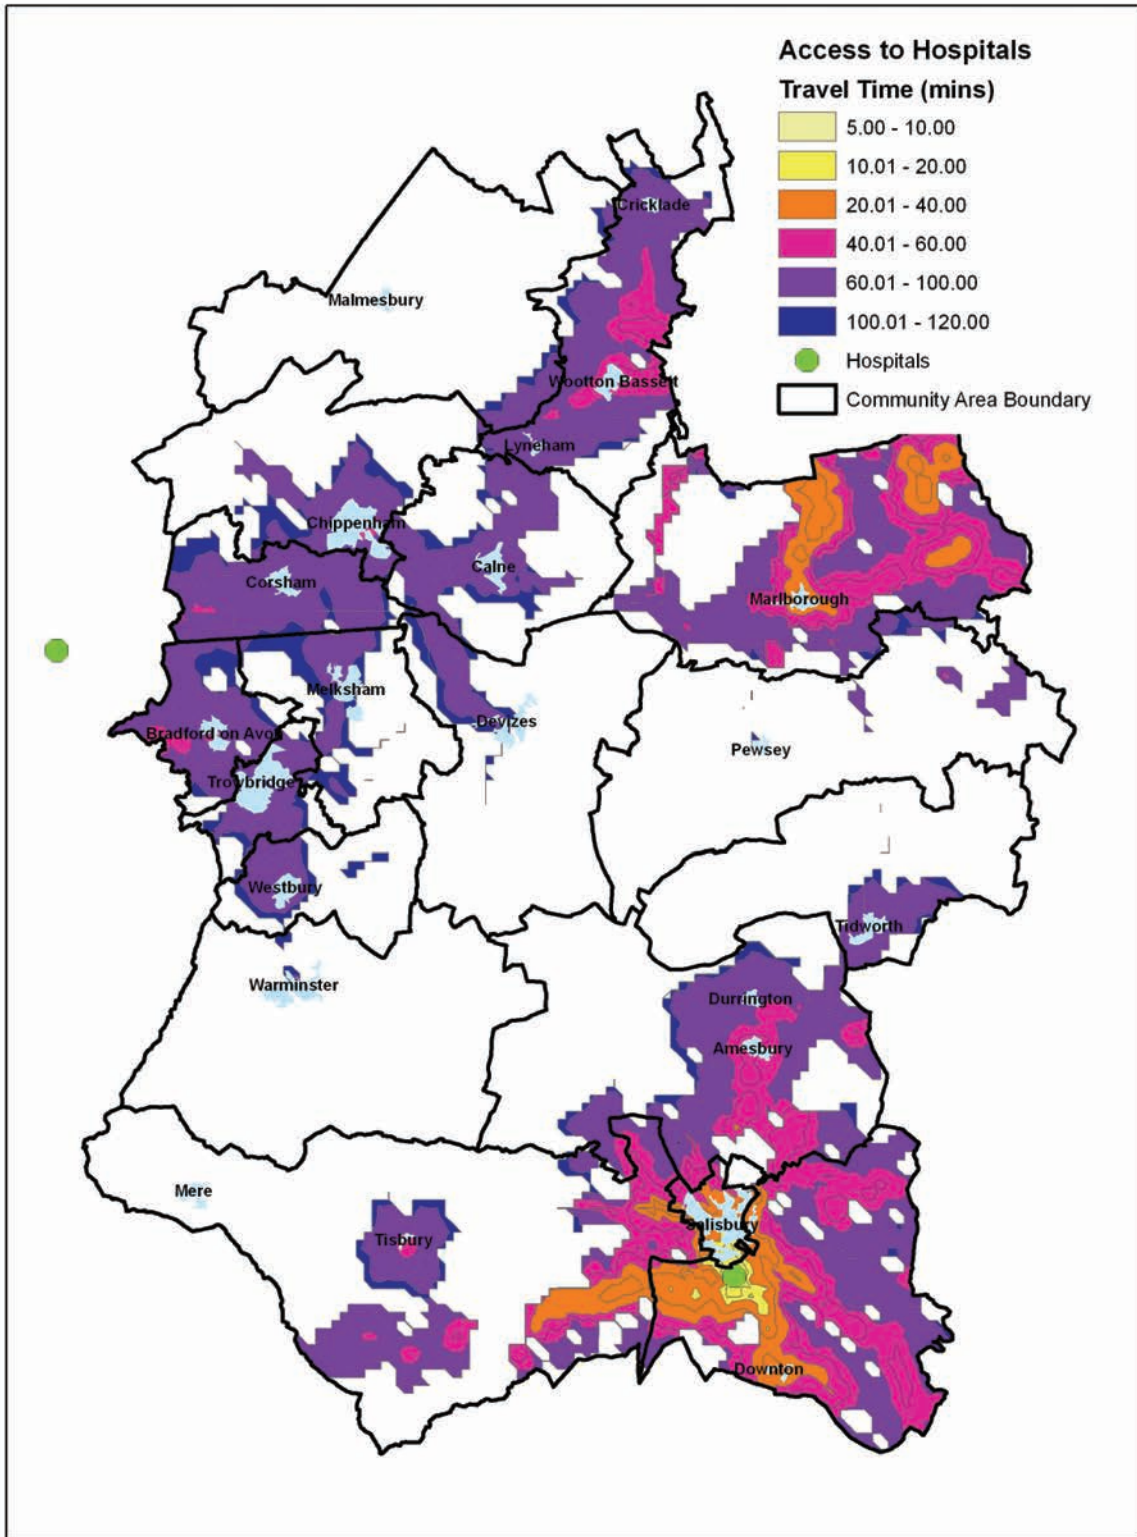 Access to Hospitals
Travel Time (mins)
5.00 - 10.00
10.01 - 20.00
20.01 - 40.00
40.01 - 60.00
60.01 - 100.00
100.01 - 120.00
Hospitals
Community Area Boundary
Cricklade
Malmesbury
Wootton Bassett
Lyneham
Chippenham
Calne
Corsham
Marlborough
Melksham
Devizes
Bradford on Avon
Pewsey
Trowbridge
Westbury
Tidworth
Warminster
Durrington
Amesbury
Mere
Salisbury
Tisbury
Downton